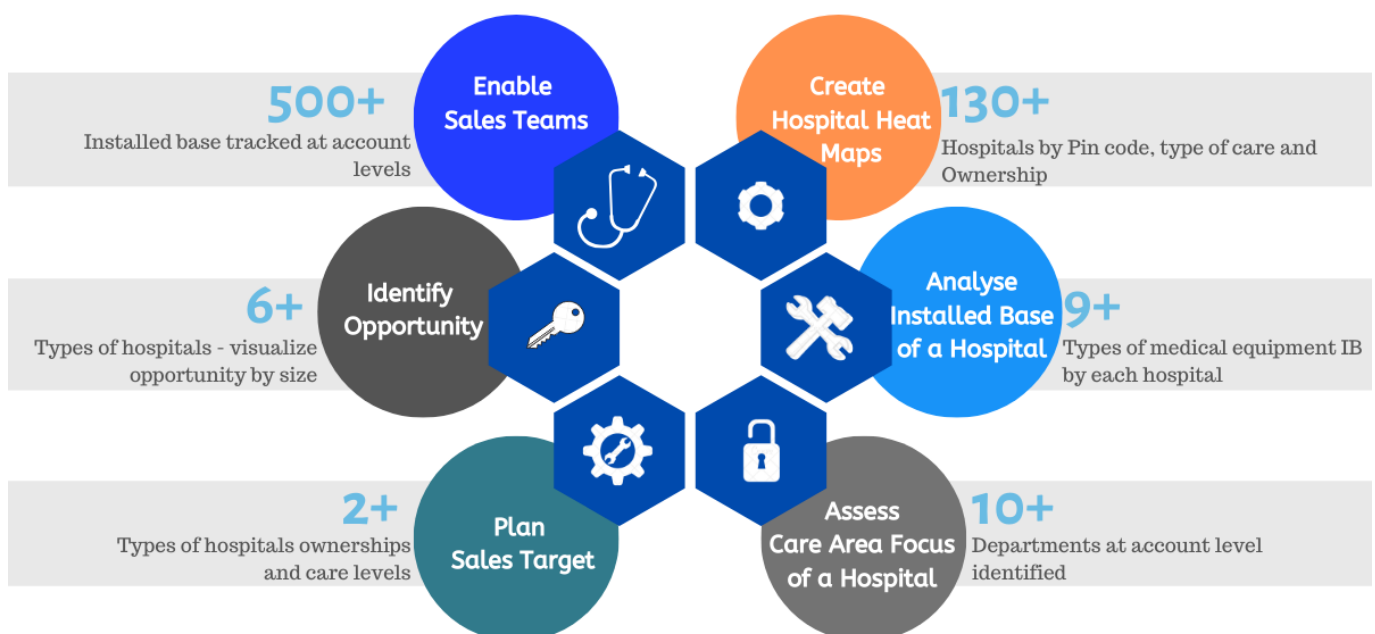 Enable
Sales Teams
500+
Installed base tracked at account
levels
Create
Hospital Heat
Maps
130+
Hospitals by Pin code, type of care and
Ownership
Identify
Opportunity
6+
Types of hospitals - visualize
opportunity by size
Analyse
Installed Base
of a Hospital
9+
Types of medical equipment IB
by each hospital
Plan
Sales Target
2+
Types of hospitals ownerships
and care levels
Assess
Care Area Focus
of a Hospital
10+
Departments at account level
identified